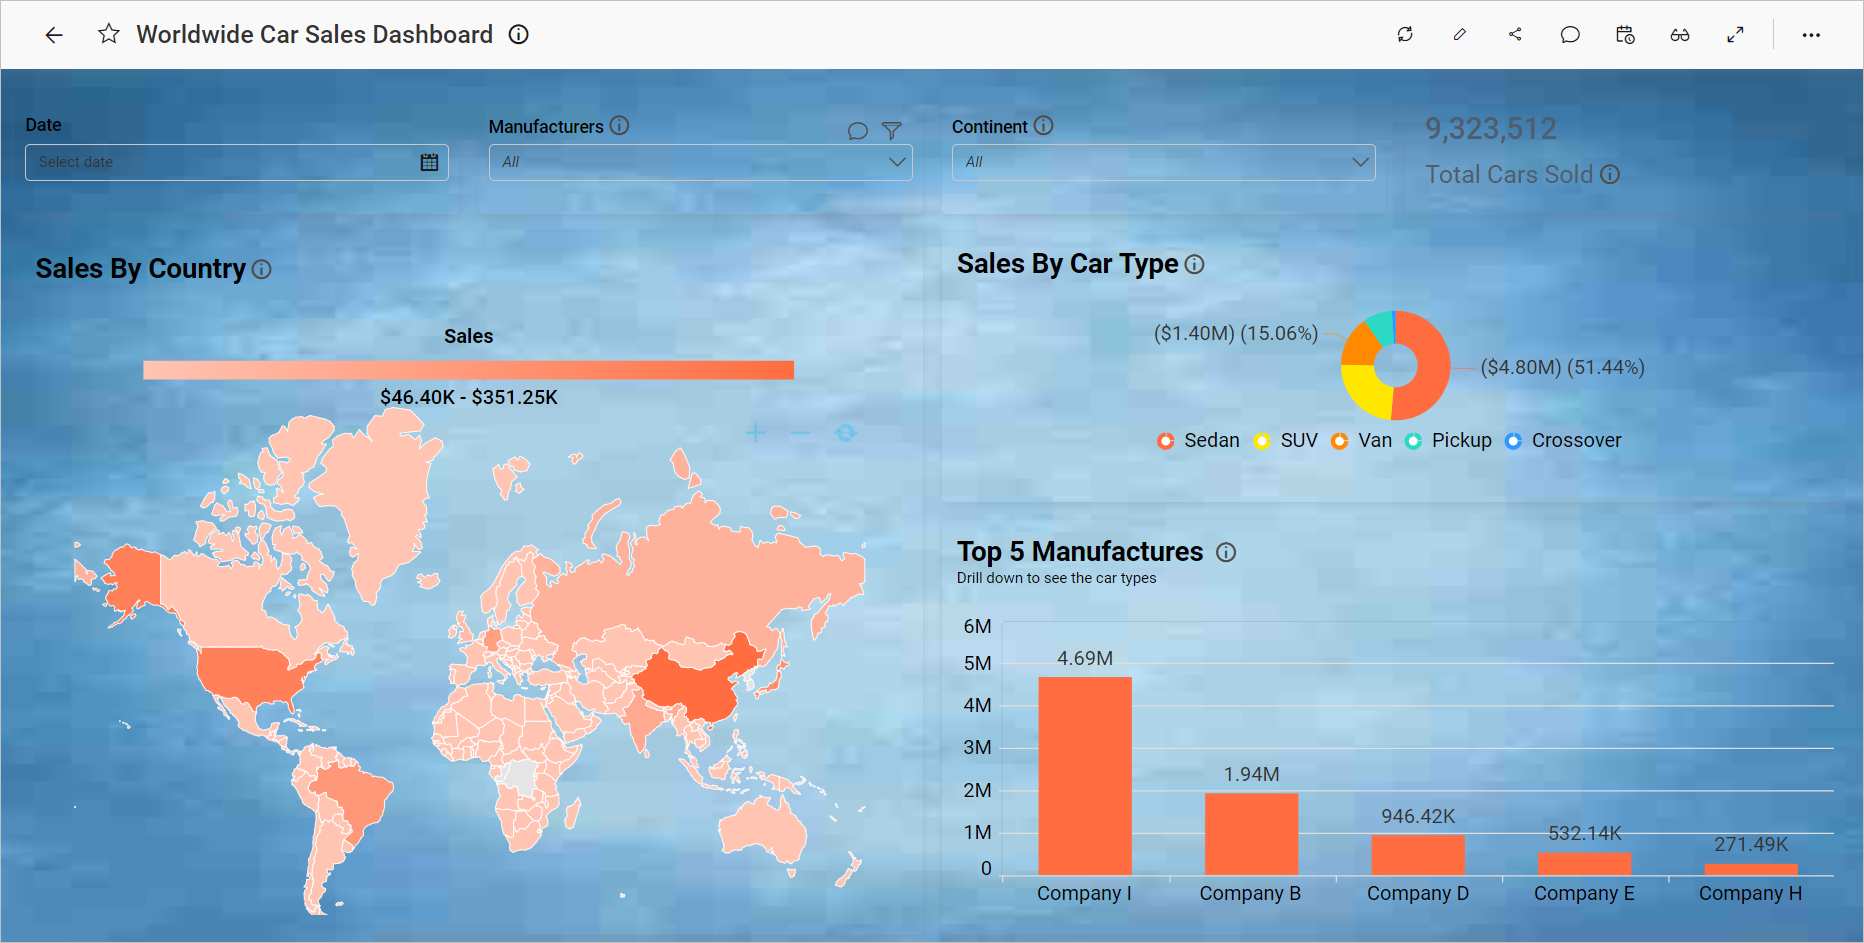 Worldwide Car Sales Dashboard
Date
Select date
Manufacturers
All
Continent
All
9,323,512
Total Cars Sold
Sales By Country
Sales
$46.40K - $351.25K
Sales By Car Type
($1.40M) (15.06%)
($4.80M) (51.44%)
Sedan SUV Van Pickup Crossover
Top 5 Manufactures
Drill down to see the car types
6M
5M
4M
3M
2M
1M
0
4.69M
1.94M
946.42K
532.14K
271.49K
Company I Company B Company D Company E Company H